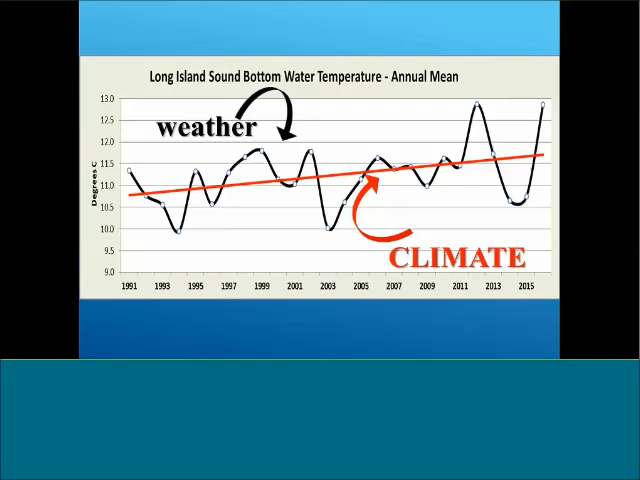 Long Island Sound Bottom Water Temperature - Annual Mean
13.0
12.5
12.0
11.5
11.0
10.5
10.0
9.5
9.0
Degrees C
weather
CLIMATE
1991 1993 1995 1997 1999 2001 2003 2005 2007 2009 2011 2013 2015